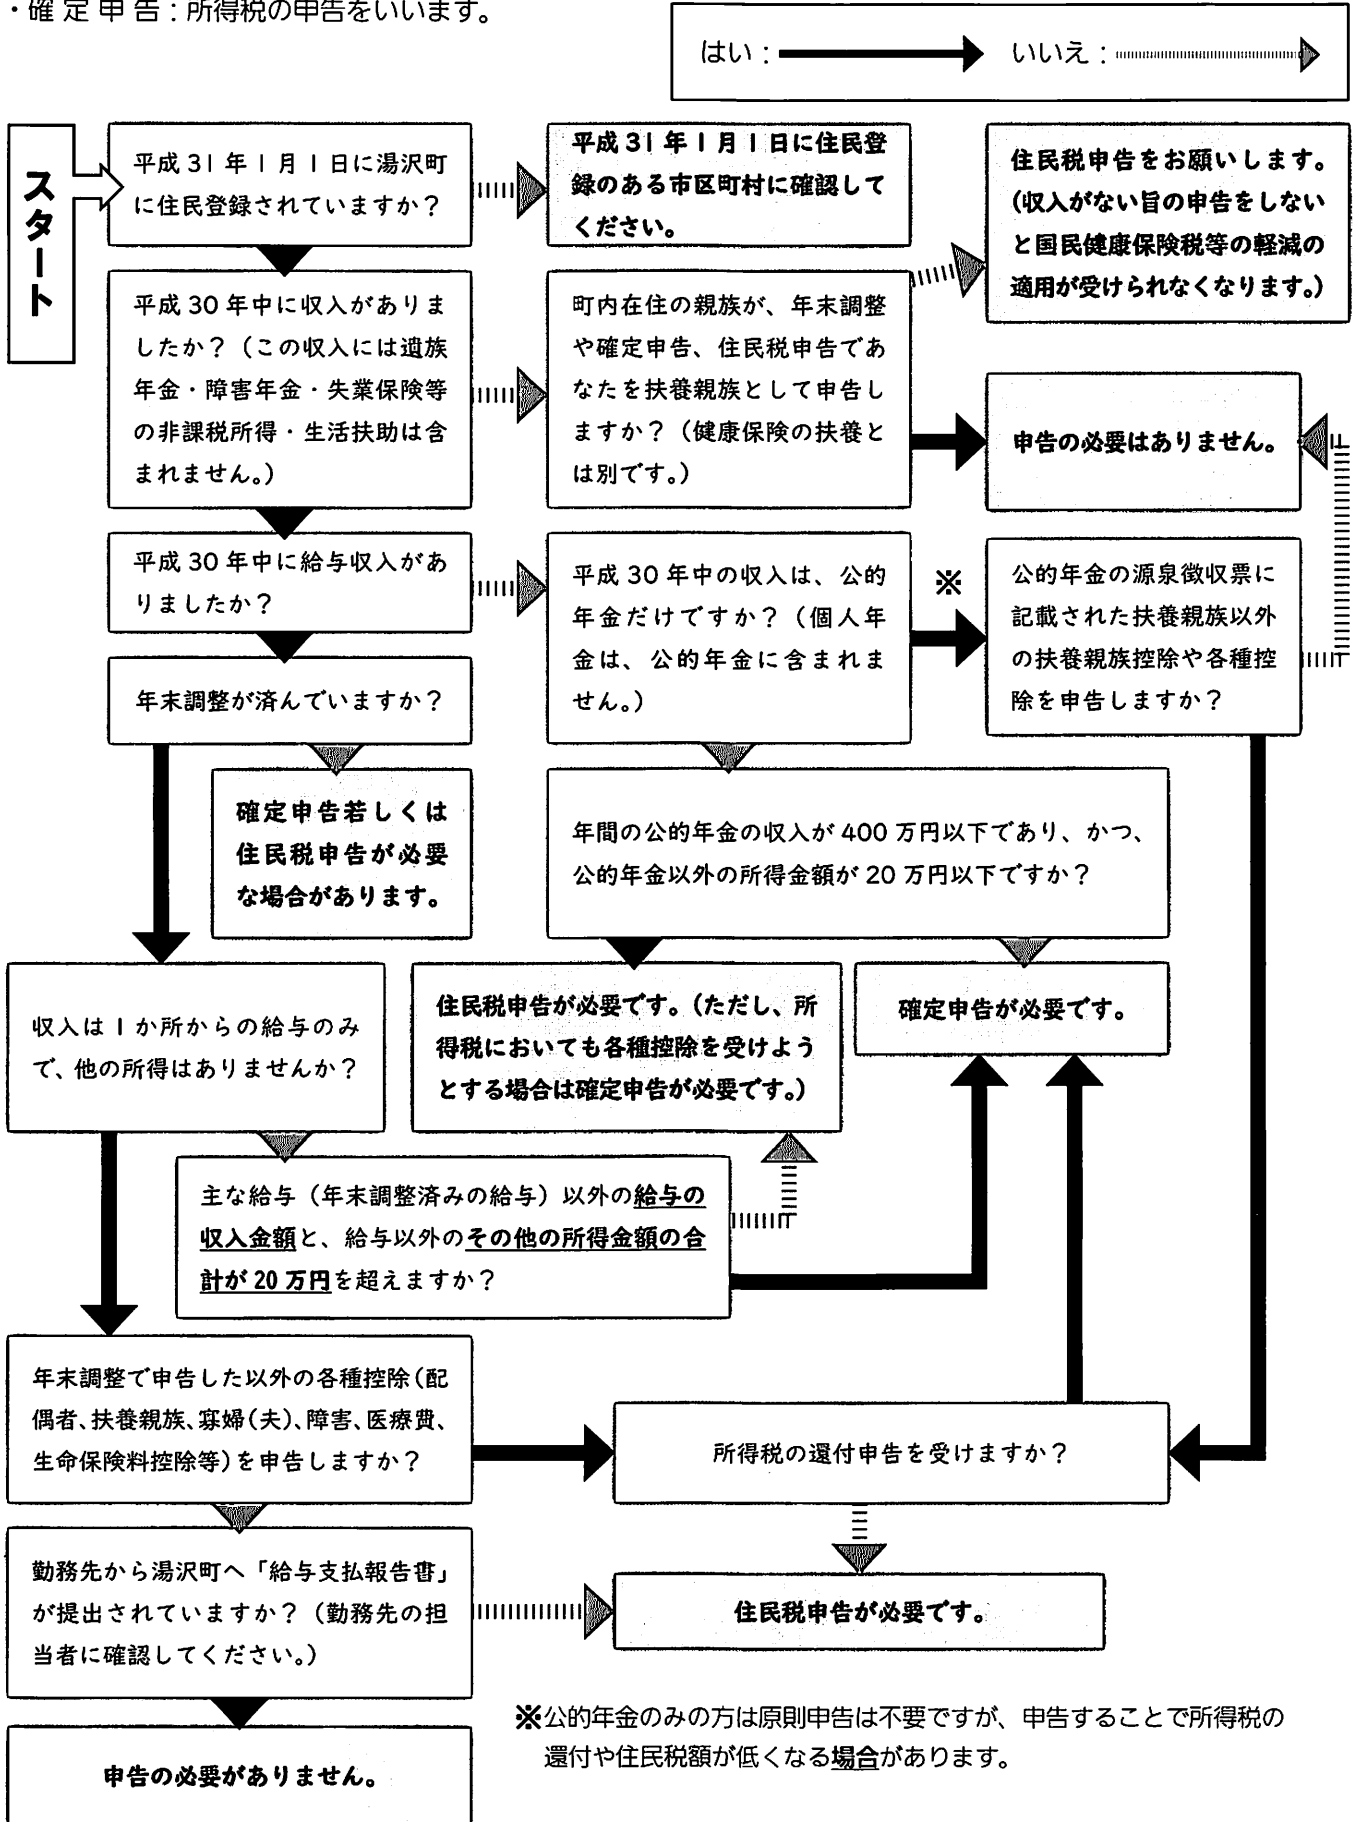 ・確定申告：所得税の申告をいいます。
はい：
いいえ：
スタート
平成31年1月1日に湯沢町
に住民登録されていますか？
平成31年1月1日に住民登
録のある市区町村に確認して
ください。
住民税申告をお願いします。
（収入がない旨の申告をしない
と国民健康保険税等の軽減の
適用が受けられなくなります。）
平成30年中に収入がありま
したか？（この収入には遺族
年金・障害年金・失業保険等
の非課税所得・生活扶助は含
まれません。）
町内在住の親族が、年末調整
や確定申告、住民税申告であ
なたを扶養親族として申告し
ますか？（健康保険の扶養と
は別です。）
申告の必要はありません。
平成30年中に給与収入があ
りましたか？
平成30年中の収入は、公的
年金だけですか？（個人年
金は、公的年金に含まれま
せん。）
※
公的年金の源泉徴収票に
記載された扶養親族以外
の扶養親族控除や各種控
除を申告しますか？
年末調整が済んでいますか？
確定申告若しくは
住民税申告が必要
な場合があります。
年間の公的年金の収入が400万円以下であり、かつ、
公的年金以外の所得金額が20万円以下ですか？
収入は1か所からの給与のみ
で、他の所得はありませんか？
住民税申告が必要です。（ただし、所
得税においても各種控除を受けよう
とする場合は確定申告が必要です。）
確定申告が必要です。
主な給与（年末調整済みの給与）以外の給与の
収入金額と、給与以外のその他の所得金額の合
計が20万円を超えますか？
年末調整で申告した以外の各種控除（配
偶者、扶養親族、寡婦（夫）、障害、医療費、
生命保険料控除等）を申告しますか？
所得税の還付申告を受けますか？
勤務先から湯沢町へ「給与支払報告書」
が提出されていますか？（勤務先の担
当者に確認してください。）
住民税申告が必要です。
申告の必要がありません。
※公的年金のみの方は原則申告は不要ですが、申告することで所得税の
還付や住民税額が低くなる場合があります。